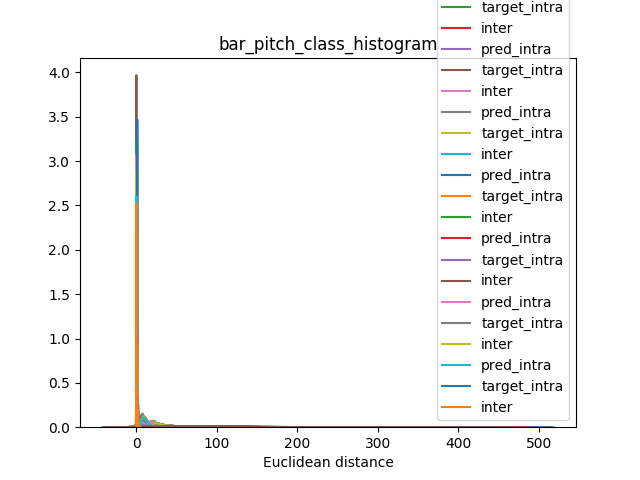 target_intra
inter
bar_pitch_class_histogram
pred_intra
target_intra
inter
pred_intra
target_intra
inter
pred_intra
target_intra
inter
pred_intra
target_intra
inter
pred_intra
target_intra
inter
pred_intra
target_intra
inter
4.0
3.5
3.0
2.5
2.0
1.5
1.0
0.5
0.0
0
100
200
300
400
500
Euclidean distance